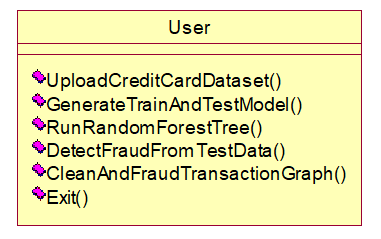 User
UploadCreditCardDataset()
GenerateTrainAndTestModel()
RunRandomForestTree()
DetectFraudFromTestData()
CleanAndFraudTransactionGraph()
Exit()